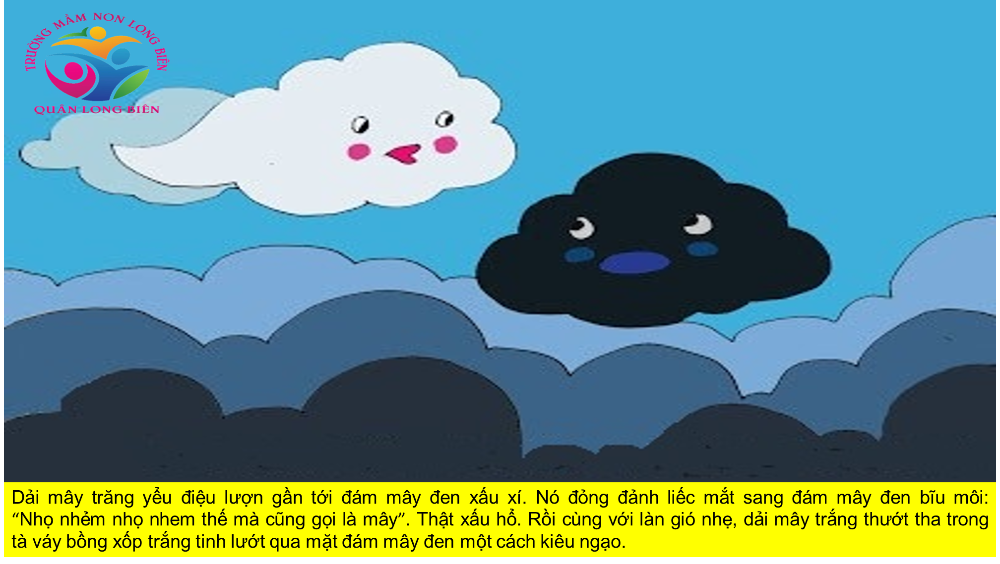 TRƯỜNG MẦM NON LONG BIÊN
QUẬN LONG BIÊN
Dải mây trăng yểu điệu lượn gần tới đám mây đen xấu xí. Nó đỏng đảnh liếc mắt sang đám mây đen bĩu môi:
“Nhọ nhẻm nhọ nhem thế mà cũng gọi là mây”. Thật xấu hổ. Rồi cùng với làn gió nhẹ, dải mây trắng thướt tha trong
tà váy bồng xốp trắng tinh lướt qua mặt đám mây đen một cách kiêu ngạo.